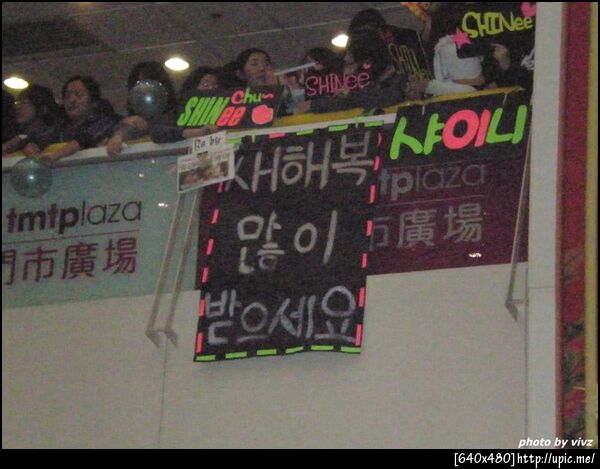 SHINee
SHINee
SHINee
chu~
샤이니
새해복
많이
받으세요
tmtplaza
門市廣場
tmtplaza
市廣場
photo by vivz
[640x480]http://upic.me/